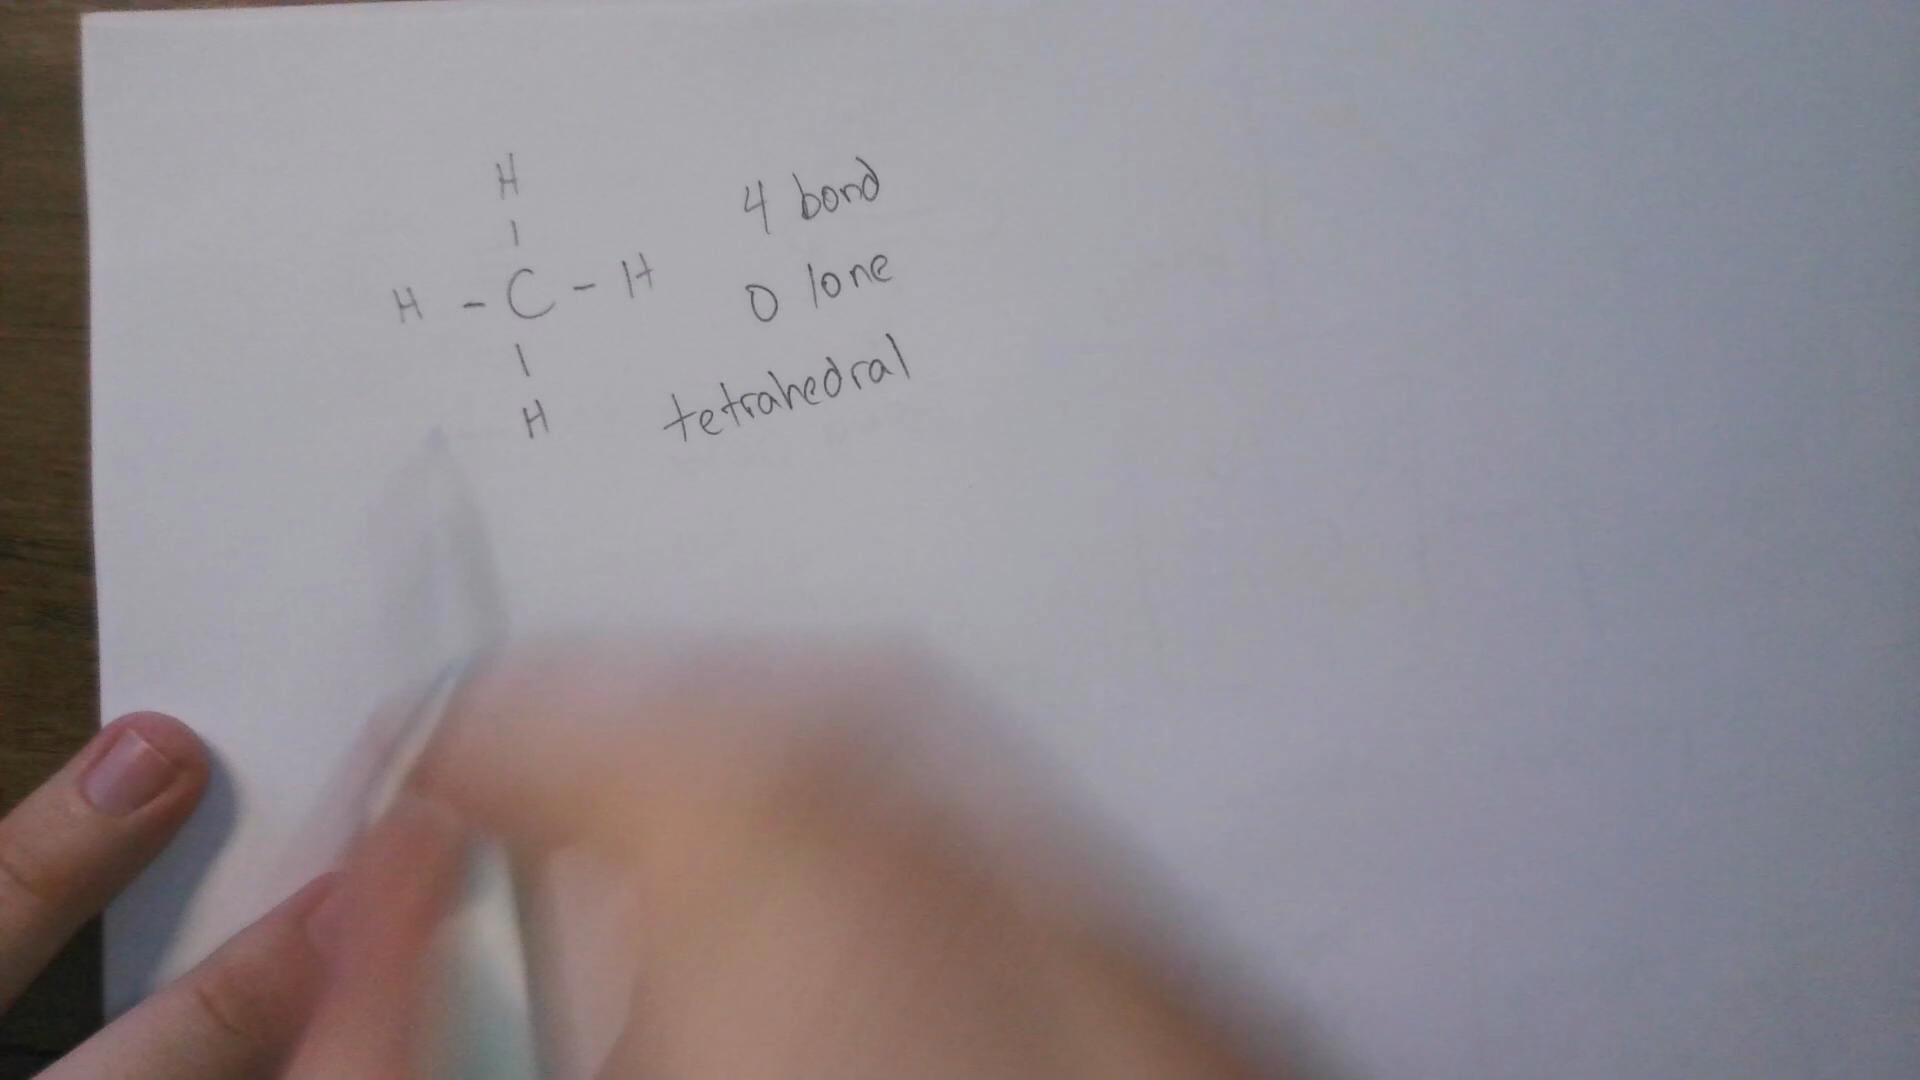 H
|
H - C - H
|
H
4 bond
0 lone
tetrahedral